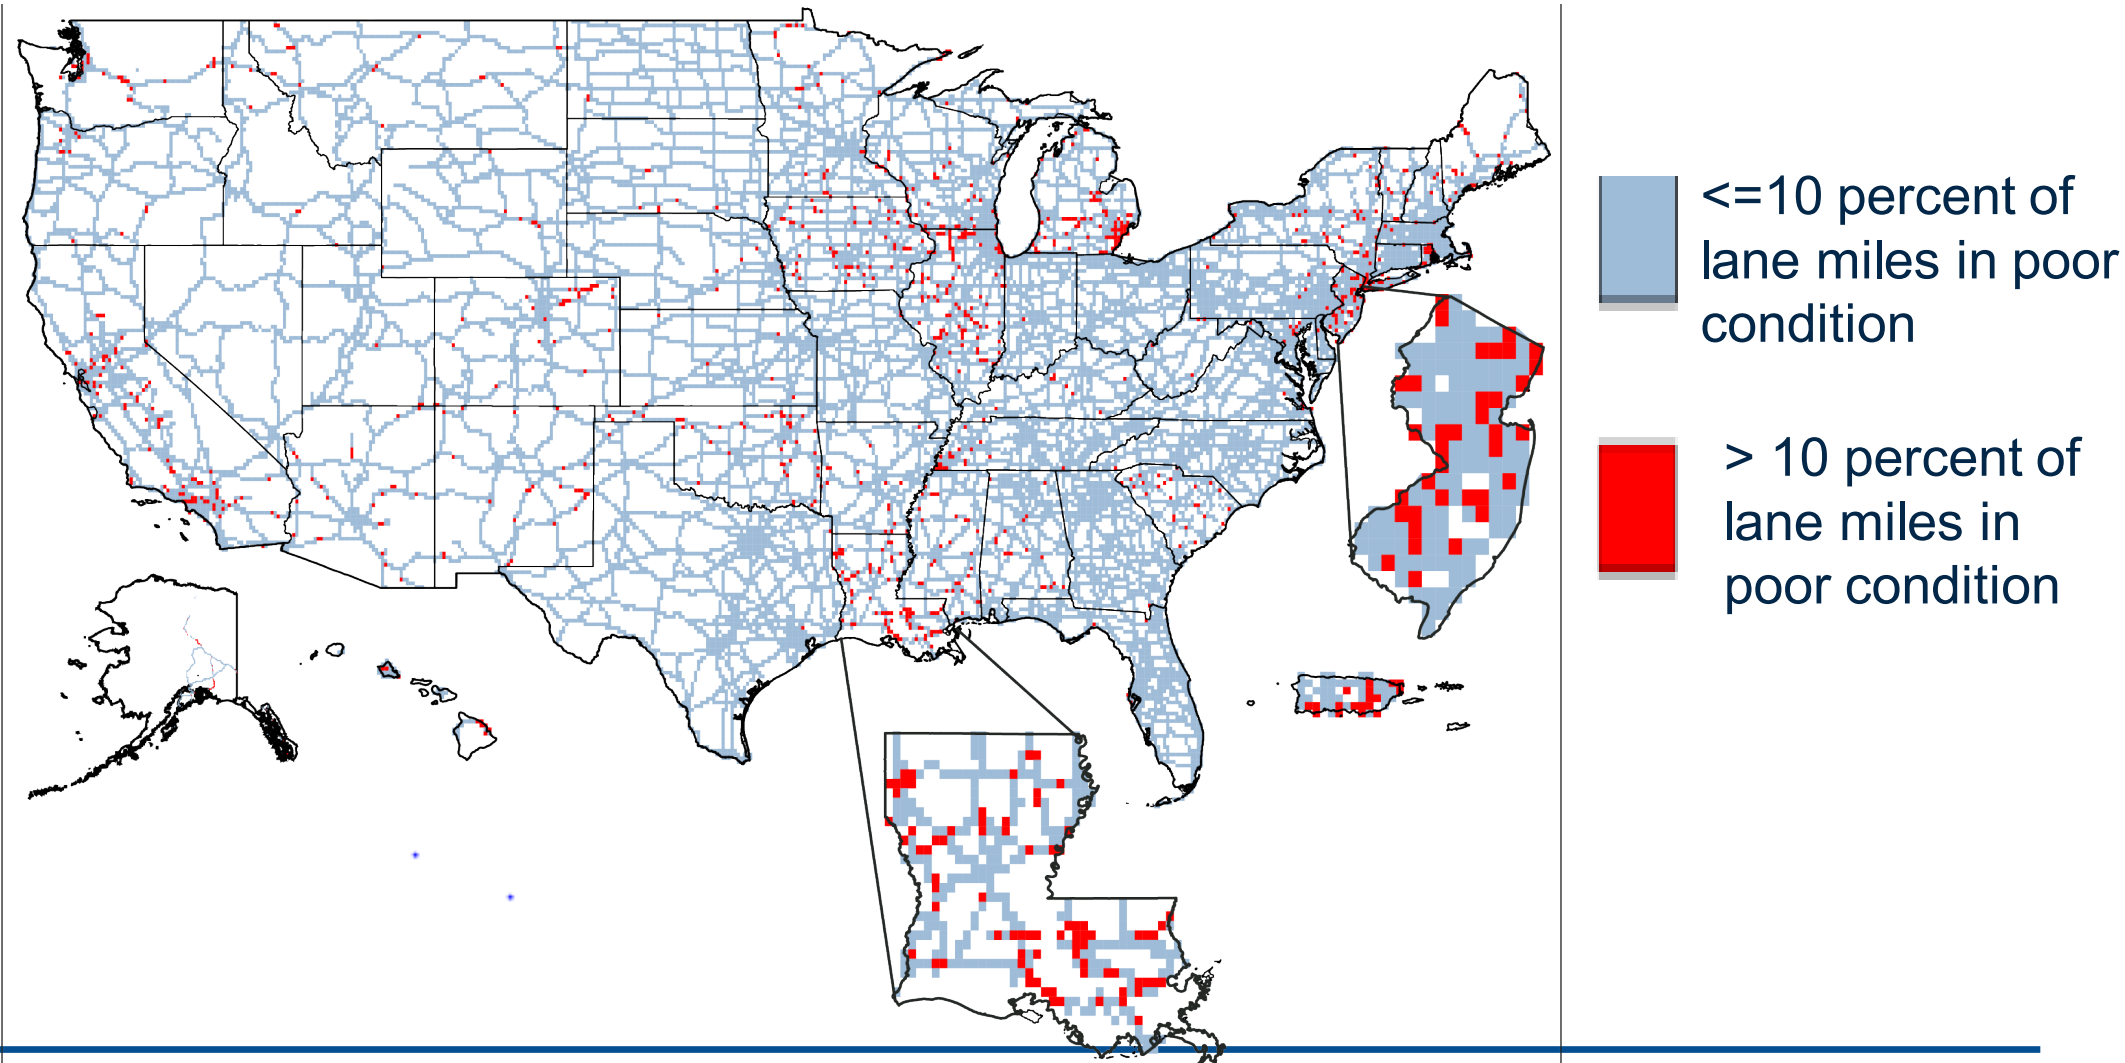 <=10 percent of
lane miles in poor
condition
> 10 percent of
lane miles in
poor condition